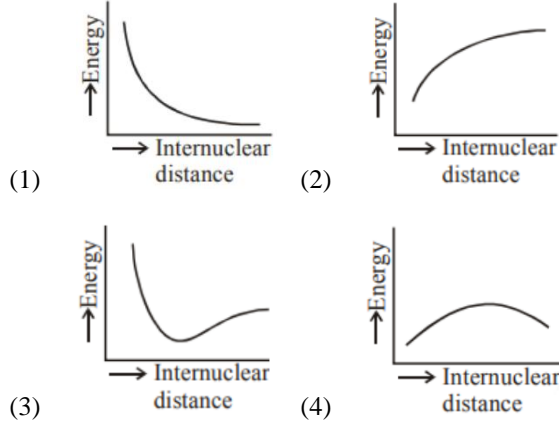 Energy
Internuclear
distance
(1)
Energy
Internuclear
distance
(2)
Energy
Internuclear
distance
(3)
Energy
Internuclear
distance
(4)